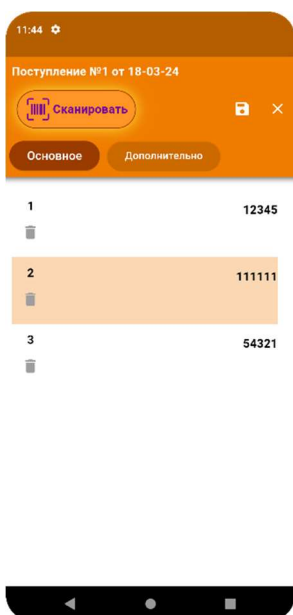 11:44
Поступление №1 от 18-03-24
Сканировать
Основное Дополнительно
1 12345
2 111111
3 54321